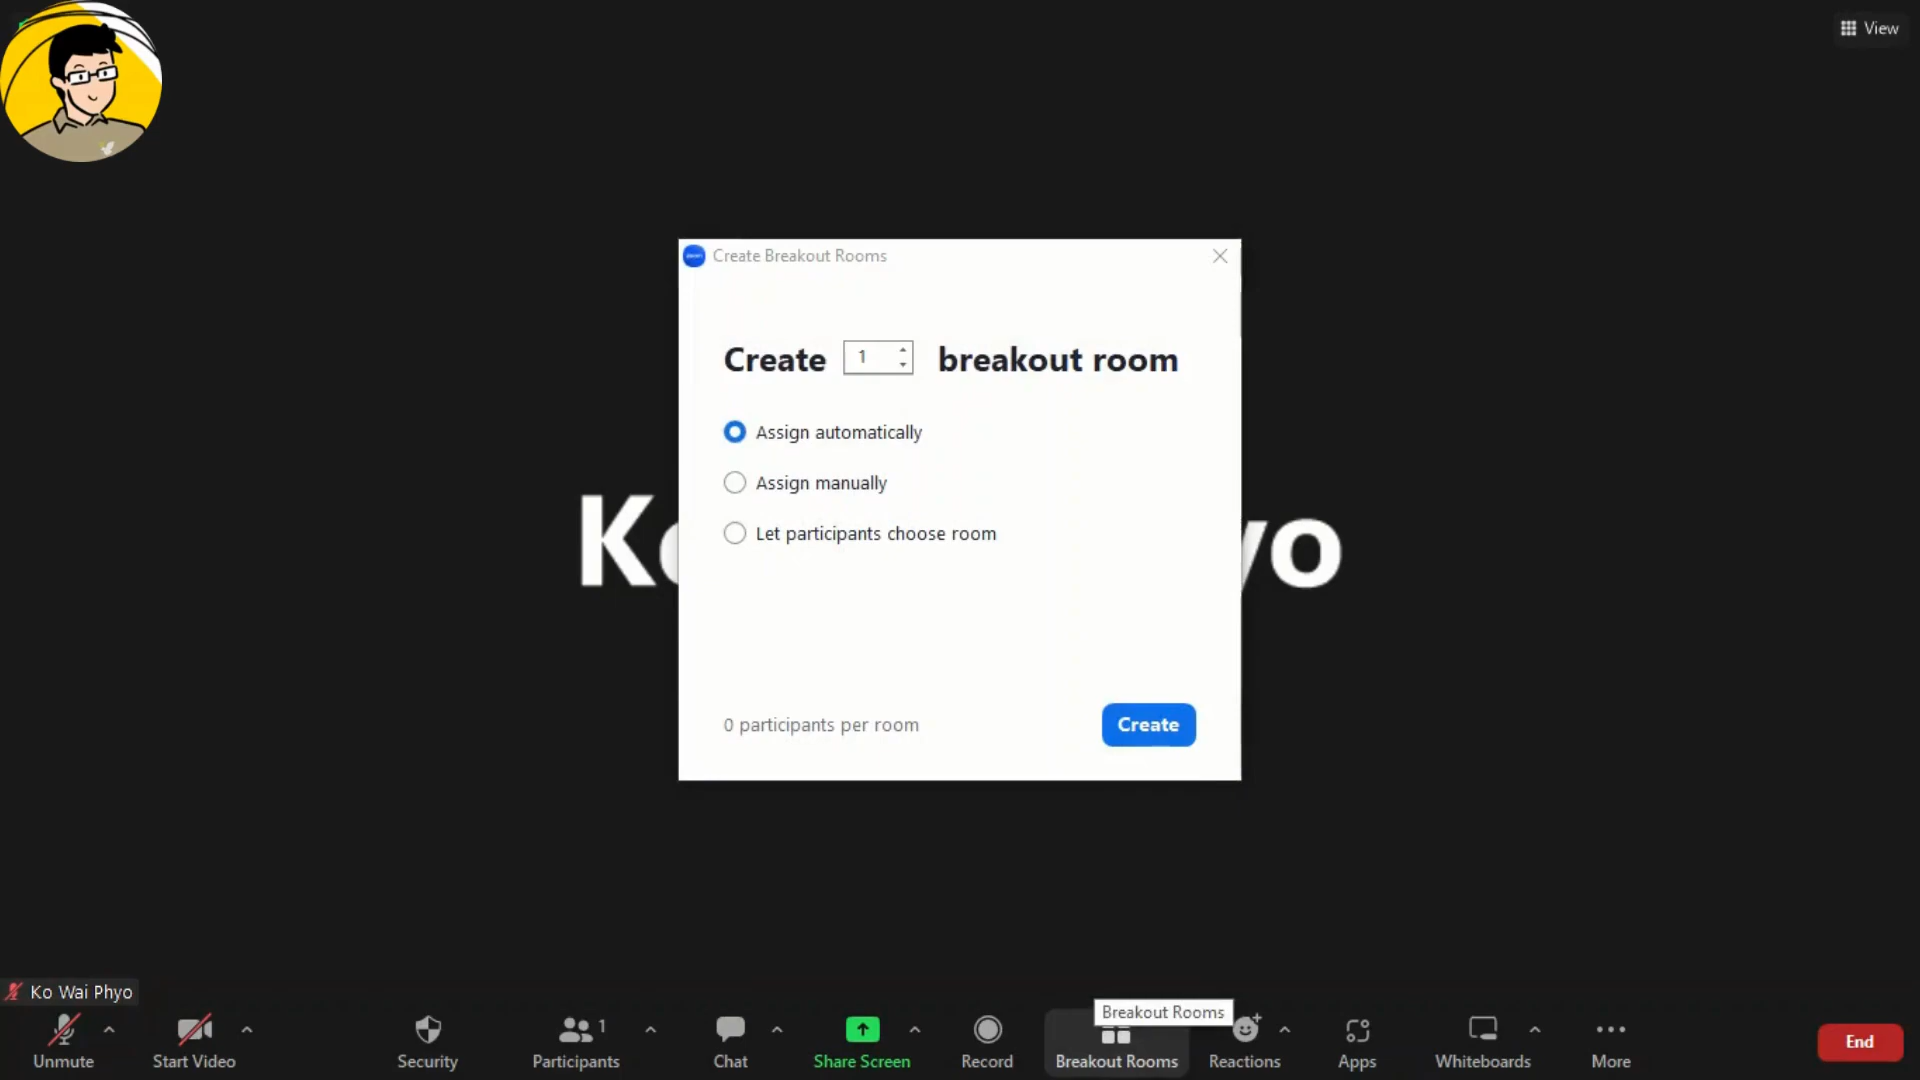 View
Create Breakout Rooms
Create 1 breakout room
Assign automatically
Assign manually
Let participants choose room
0 participants per room
Create
Ko Wai Phyo
Breakout Rooms
1
Unmute
Start Video
Security
Participants
Chat
Share Screen
Record
Breakout Rooms
Reactions
Apps
Whiteboards
More
End